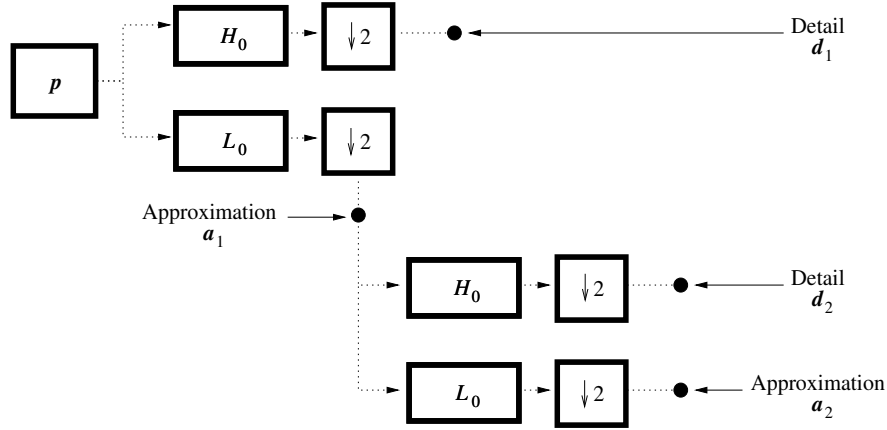 Detail
d₁
H₀
↓2
p
L₀
↓2
Approximation
a₁
H₀
↓2
Detail
d₂
L₀
↓2
Approximation
a₂